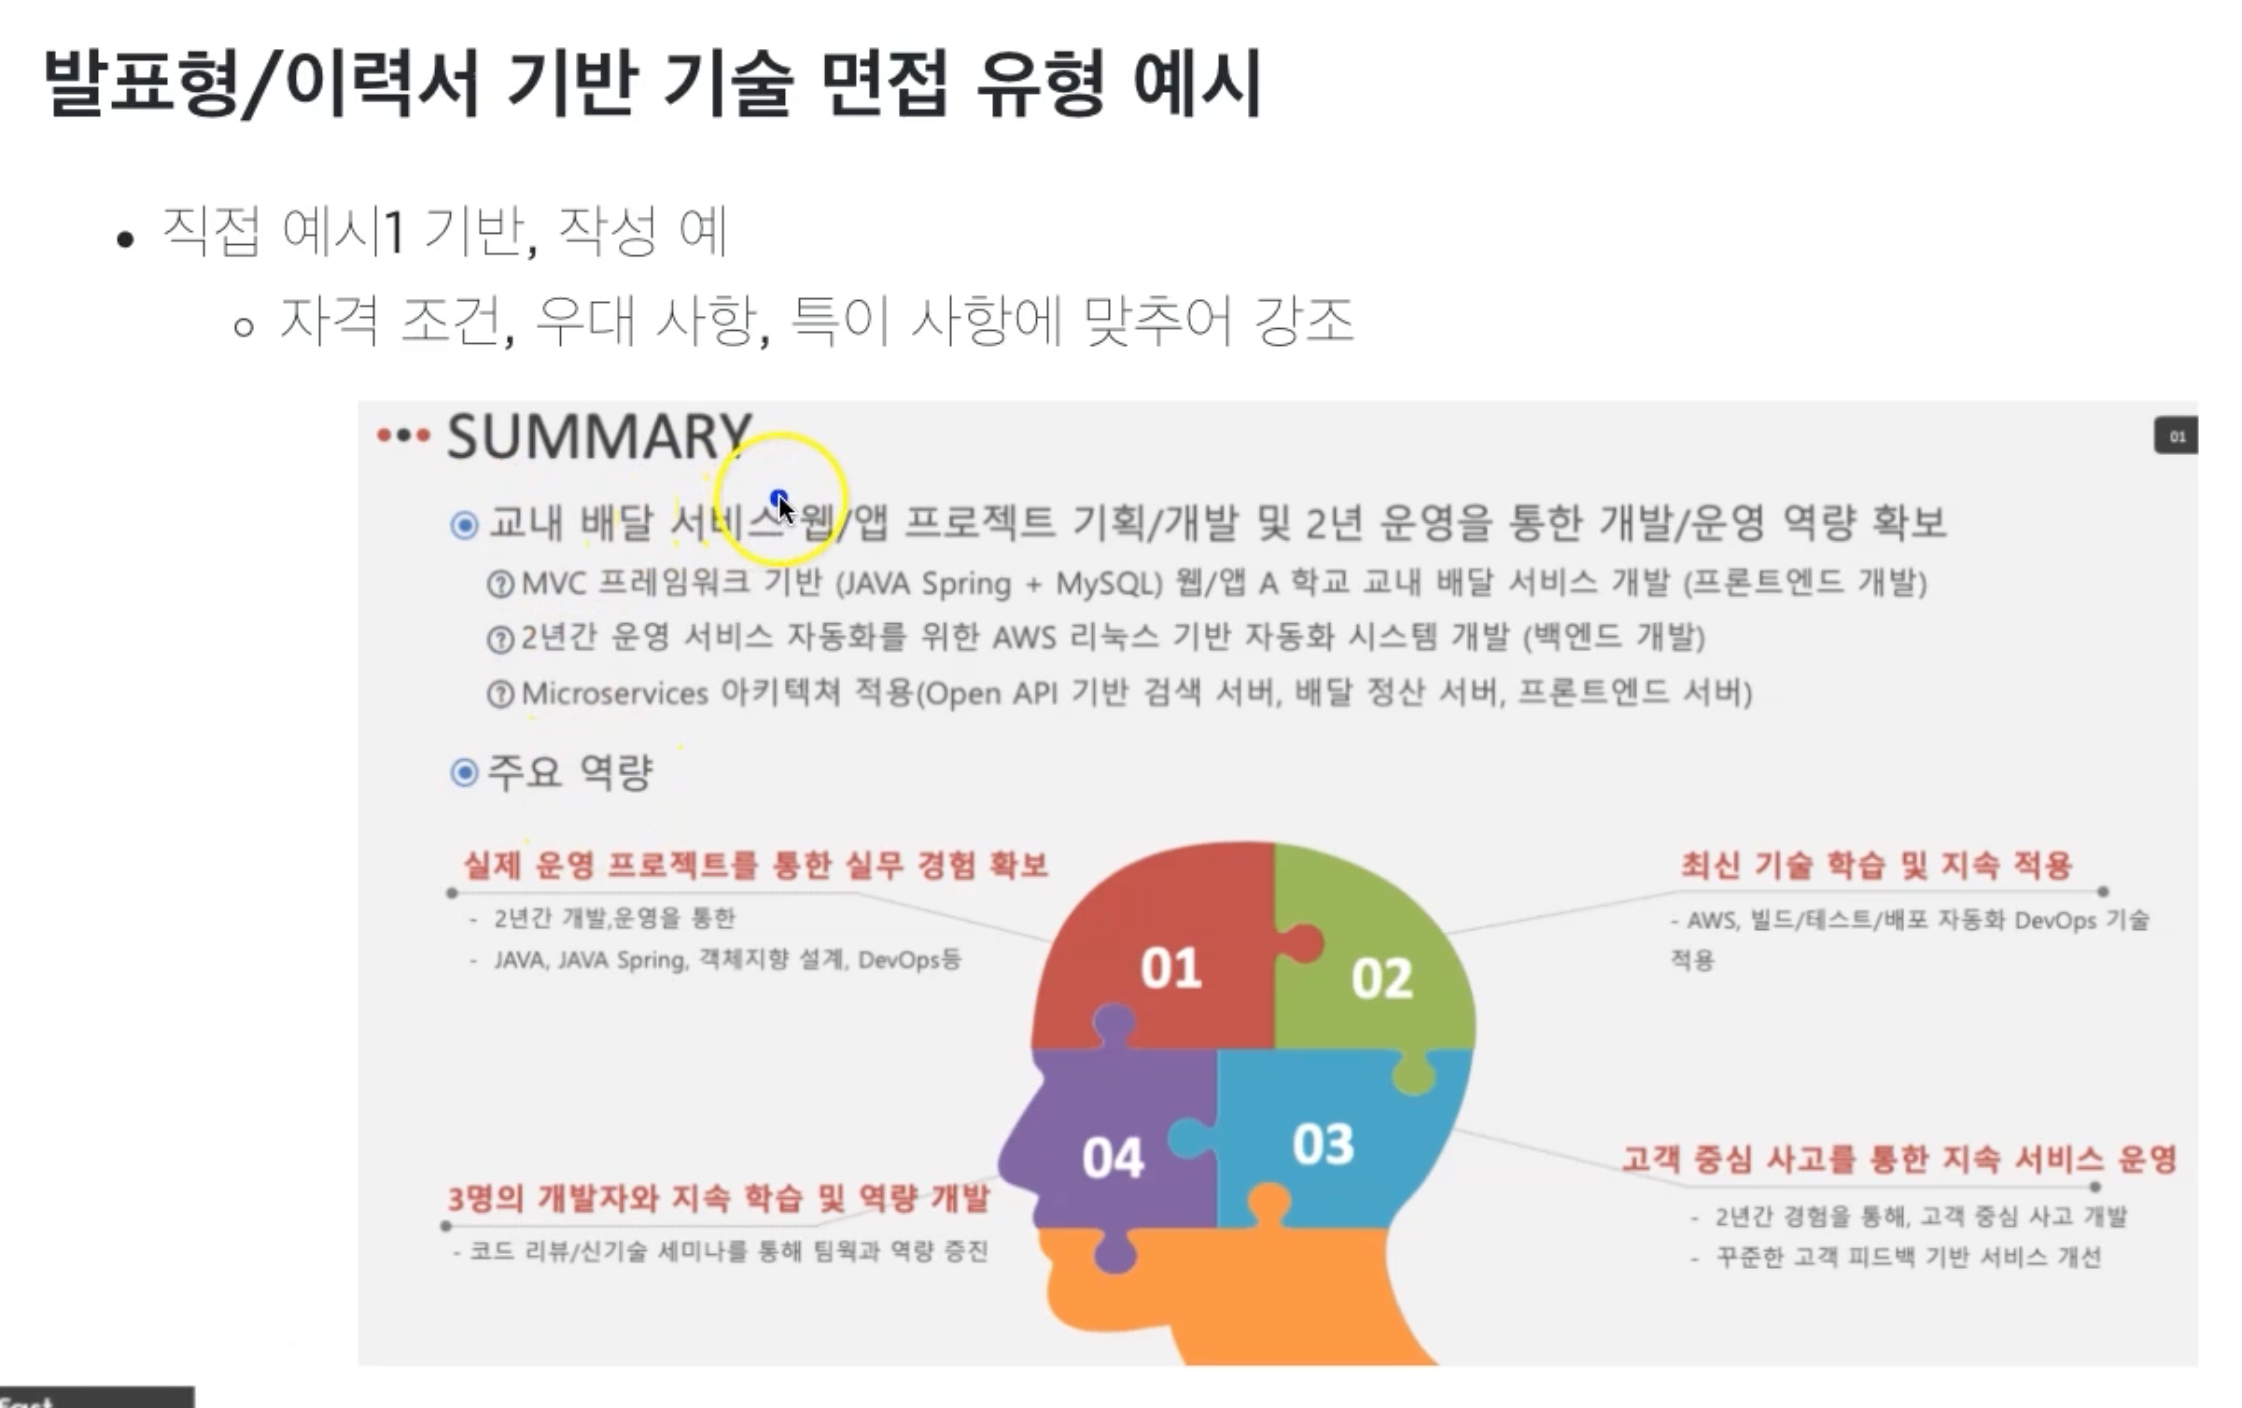 발표형/이력서 기반 기술 면접 유형 예시
• 직접 예시1 기반, 작성 예
◦ 자격 조건, 우대 사항, 특이 사항에 맞추어 강조
SUMMARY
01
교내 배달 서비스 웹/앱 프로젝트 기획/개발 및 2년 운영을 통한 개발/운영 역량 확보
? MVC 프레임워크 기반 (JAVA Spring + MySQL) 웹/앱 A 학교 교내 배달 서비스 개발 (프론트엔드 개발)
? 2년간 운영 서비스 자동화를 위한 AWS 리눅스 기반 자동화 시스템 개발 (백엔드 개발)
? Microservices 아키텍쳐 적용(Open API 기반 검색 서버, 배달 정산 서버, 프론트엔드 서버)
주요 역량
실제 운영 프로젝트를 통한 실무 경험 확보
- 2년간 개발,운영을 통한
- JAVA, JAVA Spring, 객체지향 설계, DevOps등
최신 기술 학습 및 지속 적용
- AWS, 빌드/테스트/배포 자동화 DevOps 기술
적용
01
02
04
03
3명의 개발자와 지속 학습 및 역량 개발
- 코드 리뷰/신기술 세미나를 통해 팀웍과 역량 증진
고객 중심 사고를 통한 지속 서비스 운영
- 2년간 경험을 통해, 고객 중심 사고 개발
- 꾸준한 고객 피드백 기반 서비스 개선
Fast